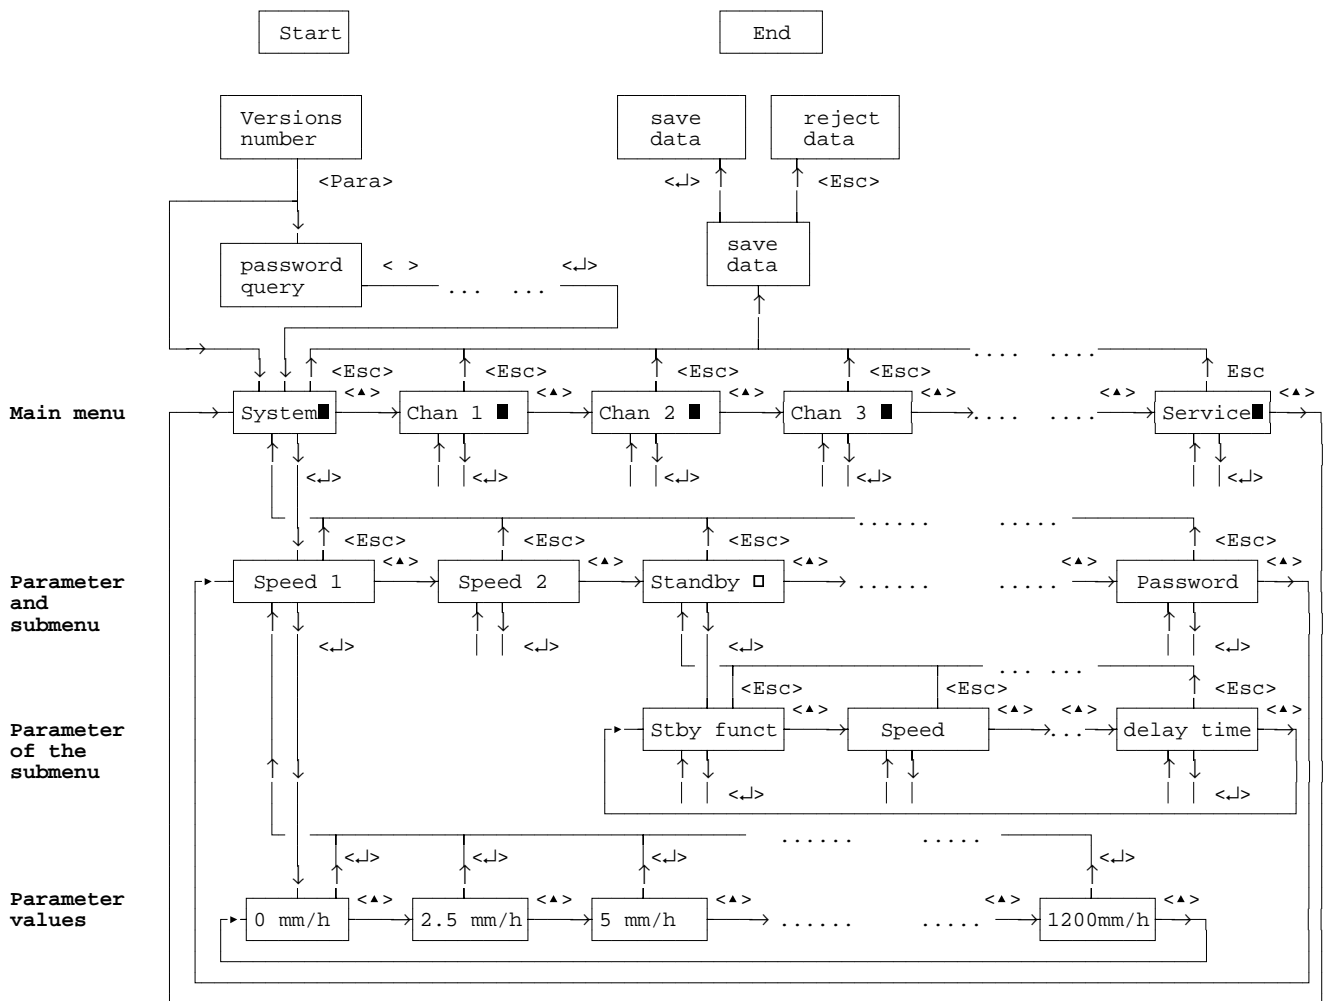 Start
End
Versions
number
save
data
reject
data
<Para>
<↵>
<Esc>
save
data
password
query
< >
<↵>
... ...
.... ....
<Esc> <Esc> <Esc> <Esc> Esc
<▲> <▲> <▲> <▲> <▲> <▲>
Main menu
System■
Chan 1 ■
Chan 2 ■
Chan 3 ■
.... ....
Service■
<↵> <↵> <↵> <↵> <↵>
...... .....
<Esc> <Esc> <Esc> <Esc>
<▲> <▲> <▲> <▲> <▲>
Parameter
and
submenu
Speed 1
Speed 2
Standby □
...... .....
Password
<↵> <↵> <↵> <↵>
... ...
<Esc> <Esc> <Esc>
<▲> <▲> <▲> <▲>
Parameter
of the
submenu
Stby funct
Speed
...
delay time
<↵> <↵>
...... .....
<↵> <↵> <↵> <↵>
<▲> <▲> <▲> <▲> <▲>
Parameter
values
0 mm/h
2.5 mm/h
5 mm/h
...... .....
1200mm/h